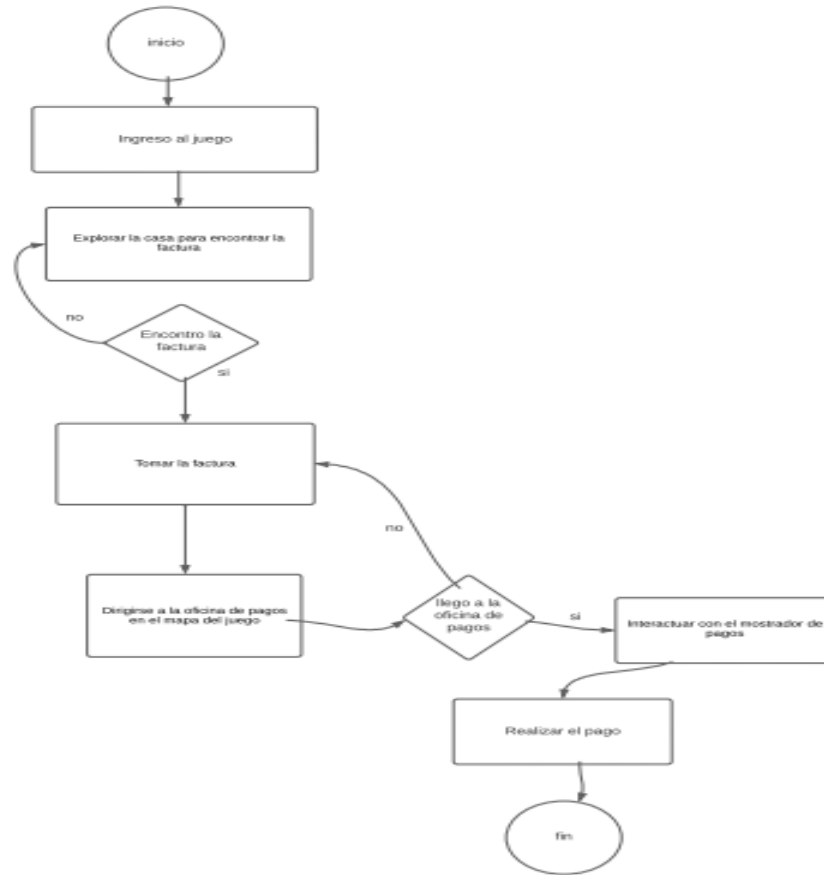 inicio
Ingreso al juego
Explorar la casa para encontrar la
factura
no
Encontro la
factura
si
Tomar la factura
no
Dirigirse a la oficina de pagos
en el mapa del juego
llego a la
oficina de
pagos
si
Interactuar con el mostrador de
pagos
Realizar el pago
fin